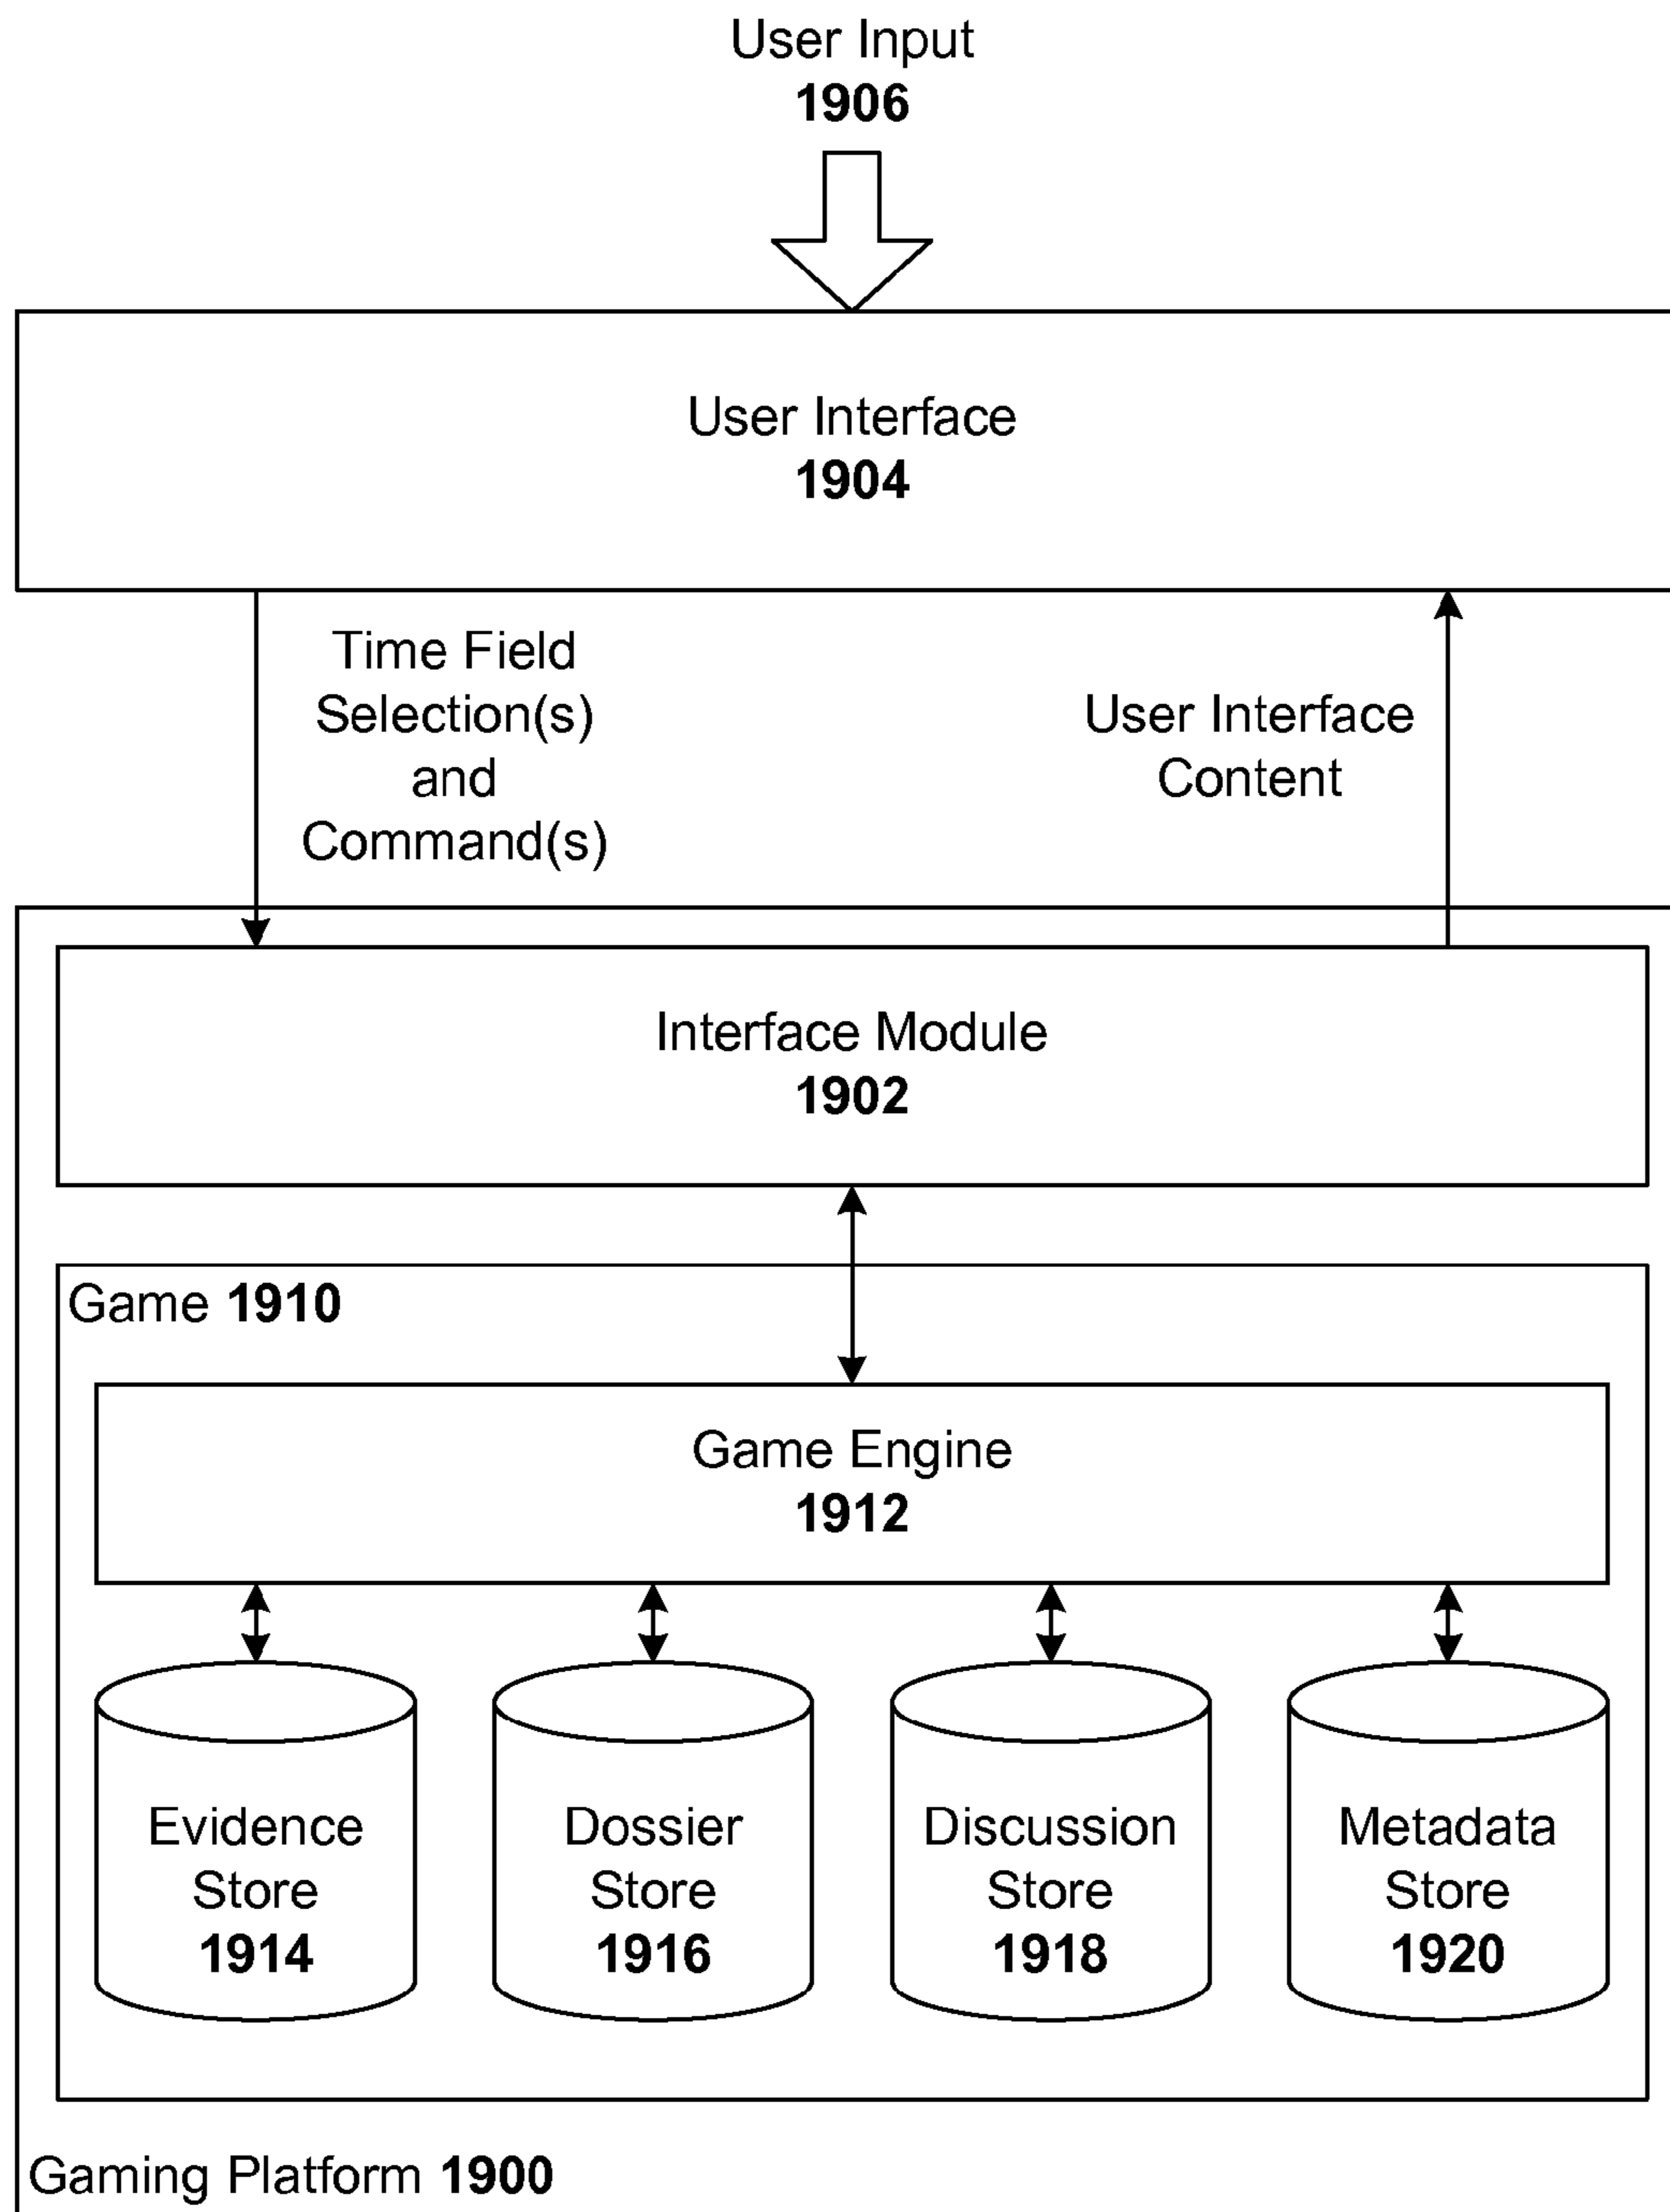 User Input
1906
User Interface
1904
Time Field
Selection(s)
and
Command(s)
User Interface
Content
Interface Module
1902
Game 1910
Game Engine
1912
Evidence
Store
1914
Dossier
Store
1916
Discussion
Store
1918
Metadata
Store
1920
Gaming Platform 1900